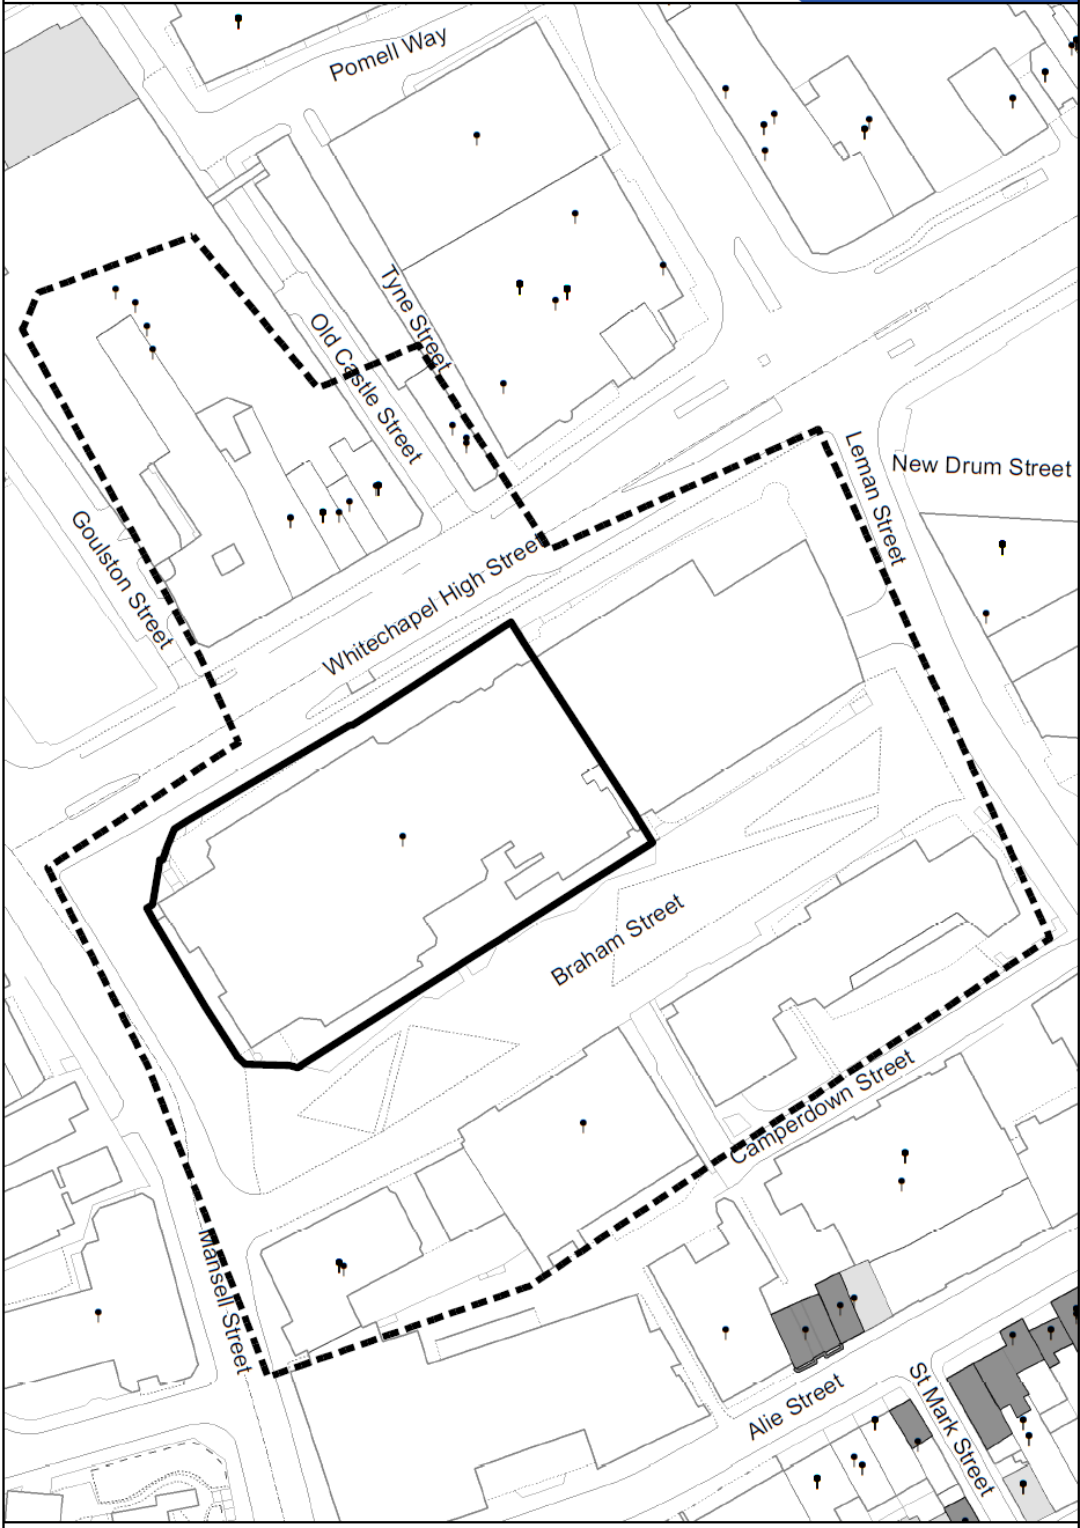 Pomell Way
Tyne Street
Old Castle Street
Leman Street
New Drum Street
Goulston Street
Whitechapel High Street
Braham Street
Camperdown Street
Mansell Street
Alie Street
St Mark Street